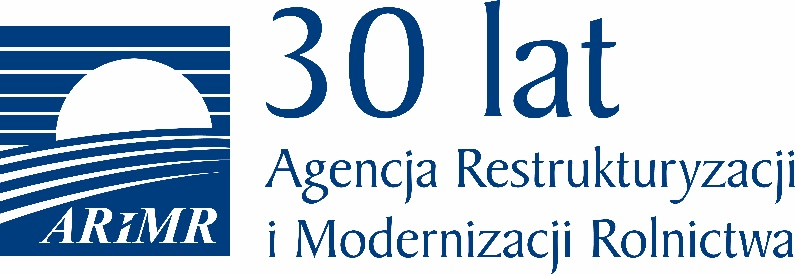 30 lat
Agencja Restrukturyzacji
i Modernizacji Rolnictwa
ARiMR